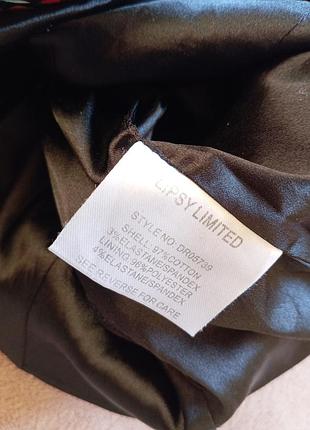 LIPSY LIMITED
STYLE NO: DR05739
SHELL: 97%COTTON
3%ELASTANE/SPANDEX
LINING: 96%POLYESTER
4%ELASTANE/SPANDEX
SEE REVERSE FOR CARE